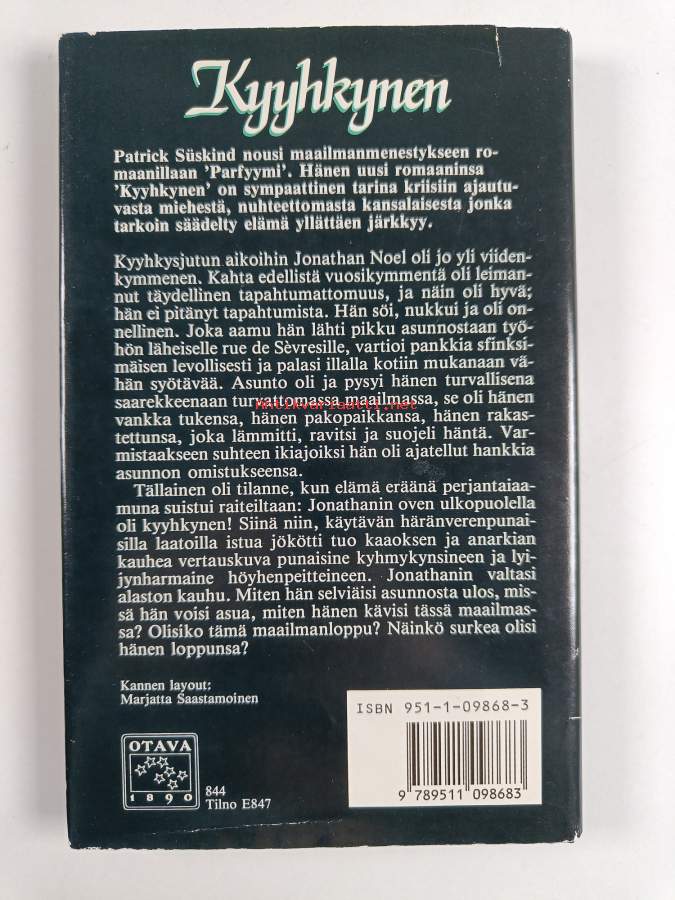 Kyyhkynen
Patrick Süskind nousi maailmanmenestykseen ro-
maanillaan 'Parfyymi'. Hänen uusi romaaninsa
'Kyyhkynen' on sympaattinen tarina kriisiin ajautu-
vasta miehestä, nuhteettomasta kansalaisesta jonka
tarkoin säädelty elämä yllättäen järkkyy.
Kyyhkysjutun aikoihin Jonathan Noel oli jo yli viiden-
kymmenen. Kahta edellistä vuosikymmentä oli leiman-
nut täydellinen tapahtumattomuus, ja näin oli hyvä;
hän ei pitänyt tapahtumista. Hän söi, nukkui ja oli on-
nellinen. Joka aamu hän lähti pikku asunnostaan työ-
hön läheiselle rue de Sèvresille, vartioi pankkia sfinksi-
mäisen levollisesti ja palasi illalla kotiin mukanaan vä-
hän syötävää. Asunto oli ja pysyi hänen turvallisena
saarekkeenaan turvattomassa maailmassa, se oli hänen
vankka tukensa, hänen pakopaikkansa, hänen rakas-
tettunsa, joka lämmitti, ravitsi ja suojeli häntä. Var-
mistaakseen suhteen ikiajoiksi hän oli ajatellut hankkia
asunnon omistukseensa.
Tällainen oli tilanne, kun elämä eräänä perjantaiaa-
muna suistui raiteiltaan: Jonathanin oven ulkopuolella
oli kyyhkynen! Siinä niin, käytävän häränverenpunai-
silla laatoilla istua jökötti tuo kaaoksen ja anarkian
kauhea vertauskuva punaisine kyhmykynsineen ja lyi-
jynharmaine höyhenpeitteineen. Jonathanin valtasi
alaston kauhu. Miten hän selviäisi asunnosta ulos, mis-
sä hän voisi asua, miten hänen kävisi tässä maailmas-
sa? Olisiko tämä maailmanloppu? Näinkö surkea olisi
hänen loppunsa?
Kannen layout:
Marjatta Saastamoinen
OTAVA
1890
844
Tilno E847
ISBN 951-1-09868-3
9 789511 098683
Antikvariaatti.net